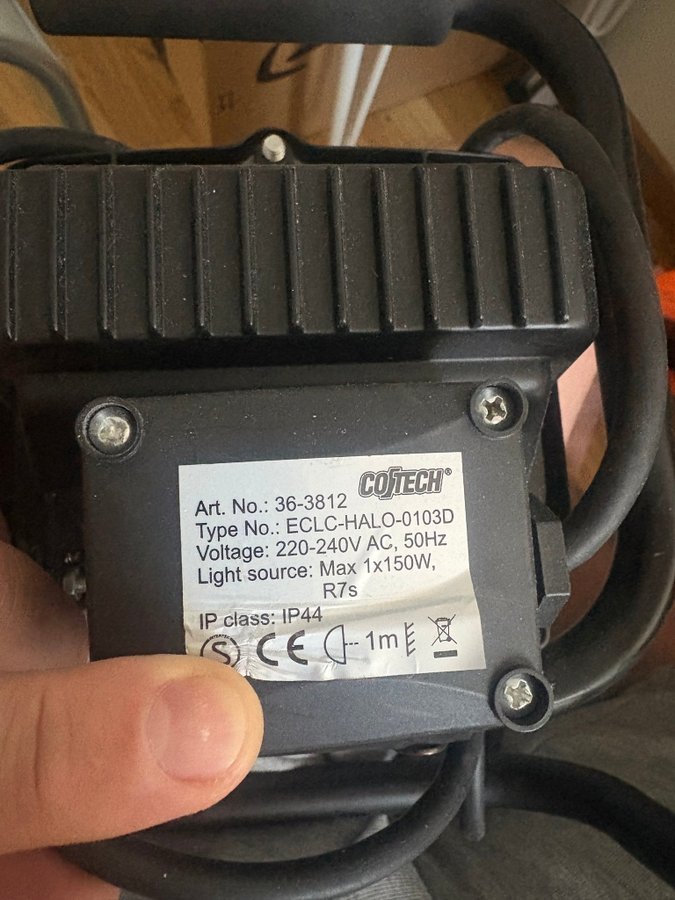 COTECH®
Art. No.: 36-3812
Type No.: ECLC-HALO-0103D
Voltage: 220-240V AC, 50Hz
Light source: Max 1x150W,
R7s
IP class: IP44
S CE 1m